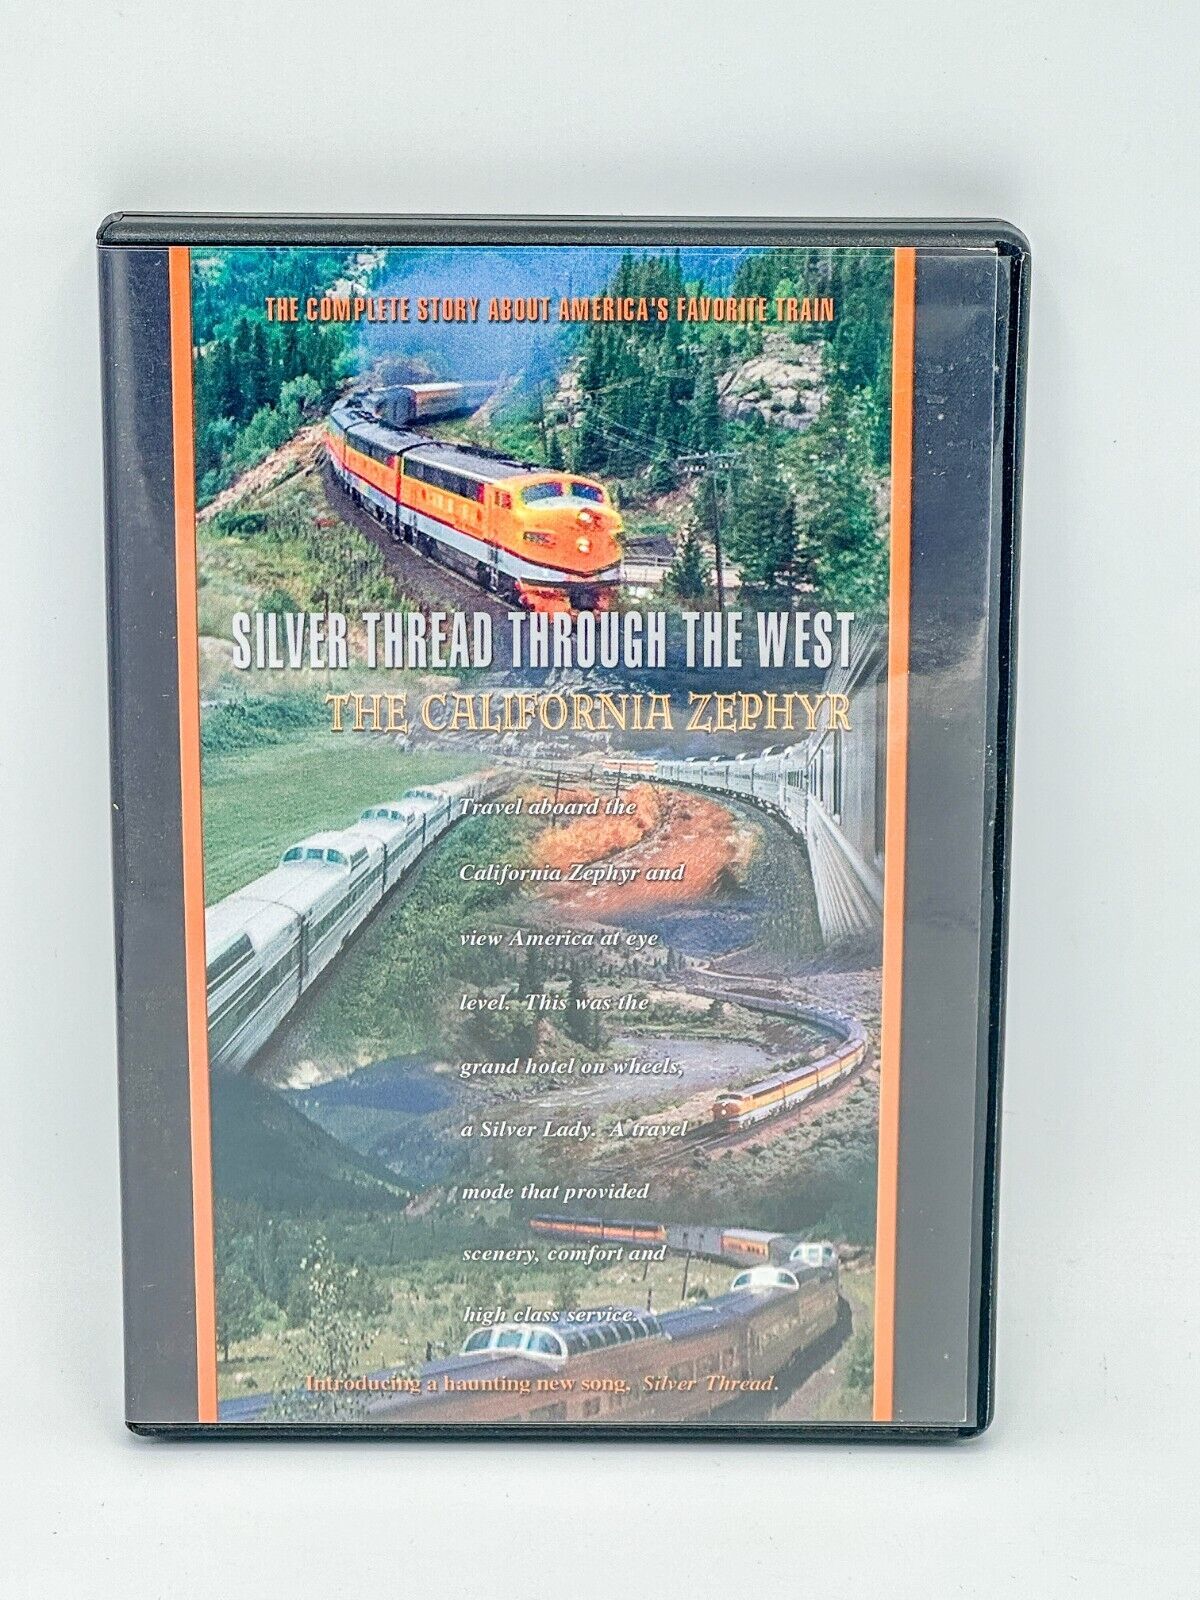 THE COMPLETE STORY ABOUT AMERICA'S FAVORITE TRAIN
SILVER THREAD THROUGH THE WEST
THE CALIFORNIA ZEPHYR
Travel aboard the
California Zephyr and
view America at eye
level. This was the
grand hotel on wheels,
a Silver Lady. A travel
mode that provided
scenery, comfort and
high class service.
Introducing a haunting new song, Silver Thread.